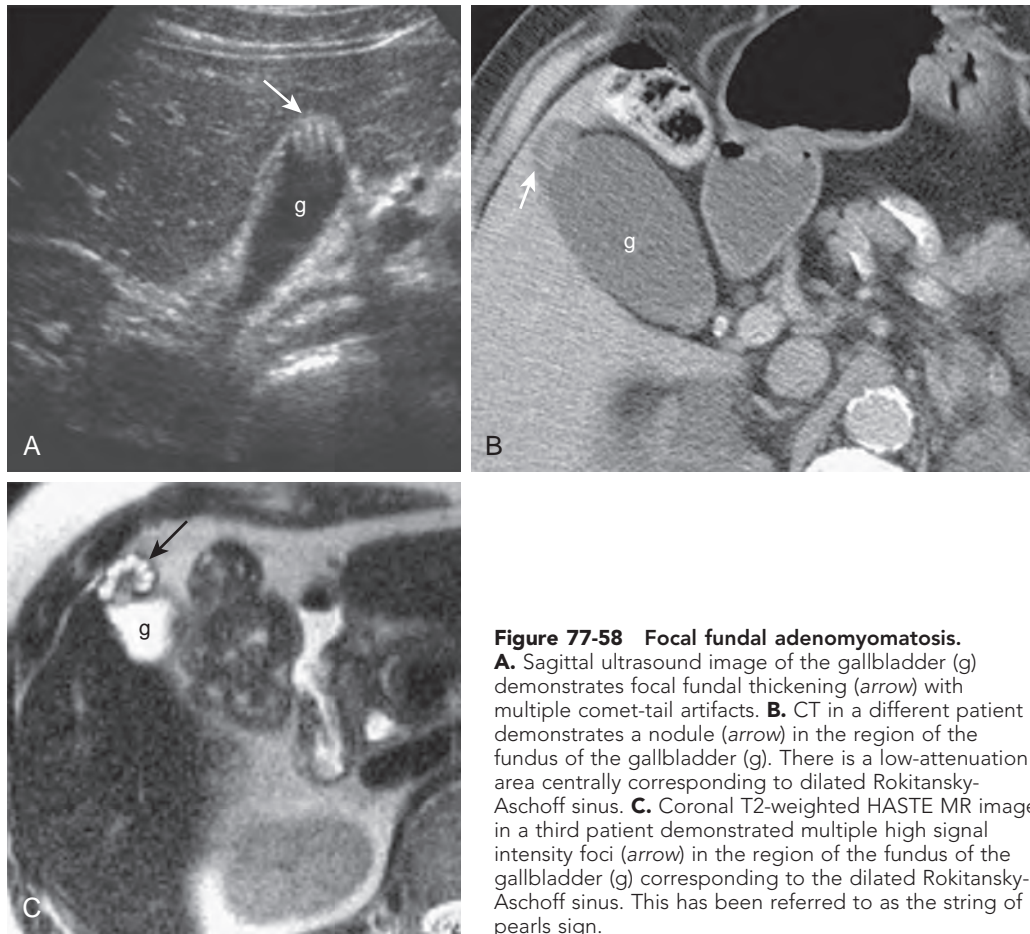 g
A
g
B
g
C
Figure 77-58 Focal fundal adenomyomatosis.
A. Sagittal ultrasound image of the gallbladder (g)
demonstrates focal fundal thickening (arrow) with
multiple comet-tail artifacts. B. CT in a different patient
demonstrates a nodule (arrow) in the region of the
fundus of the gallbladder (g). There is a low-attenuation
area centrally corresponding to dilated Rokitansky-
Aschoff sinus. C. Coronal T2-weighted HASTE MR image
in a third patient demonstrated multiple high signal
intensity foci (arrow) in the region of the fundus of the
gallbladder (g) corresponding to the dilated Rokitansky-
Aschoff sinus. This has been referred to as the string of
pearls sign.